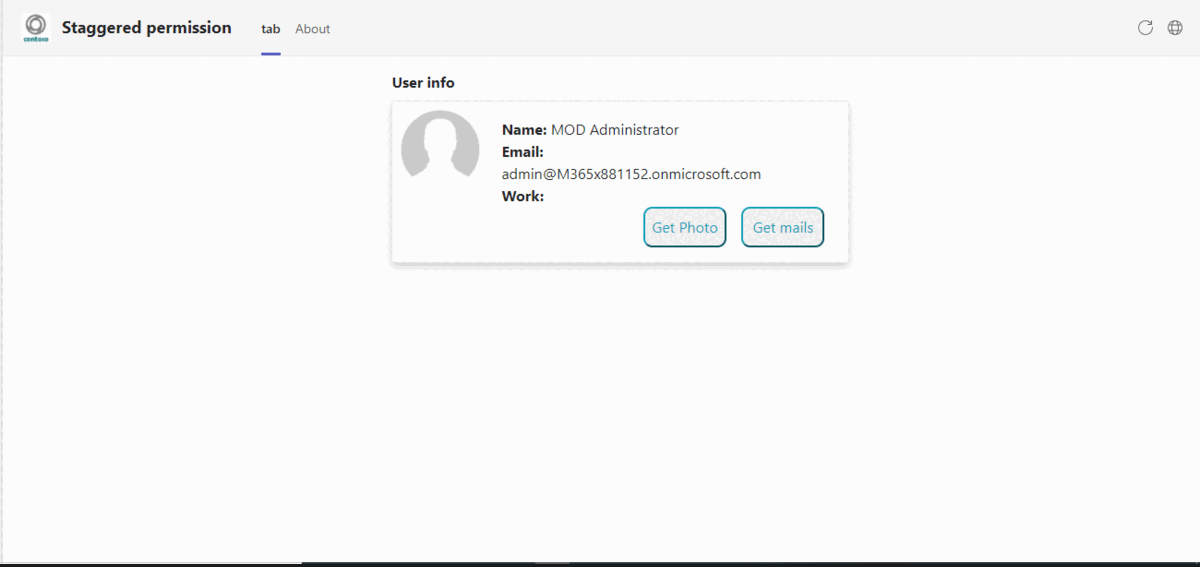 contoso
Staggered permission
tab
About
User info
Name: MOD Administrator
Email:
admin@M365x881152.onmicrosoft.com
Work:
Get Photo
Get mails